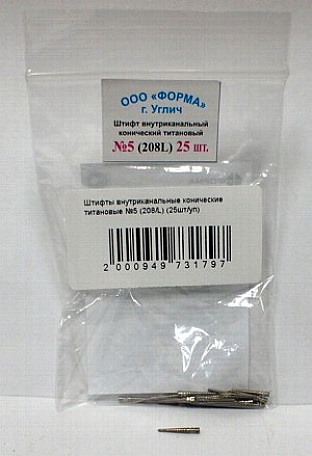 ООО «ФОРМА»
г. Углич
Штифт внутриканальный
конический титановый
№5 (208L) 25 шт.
Штифты внутриканальные конические
титановые №5 (208/L) (25шт/уп)
2 000949 731797